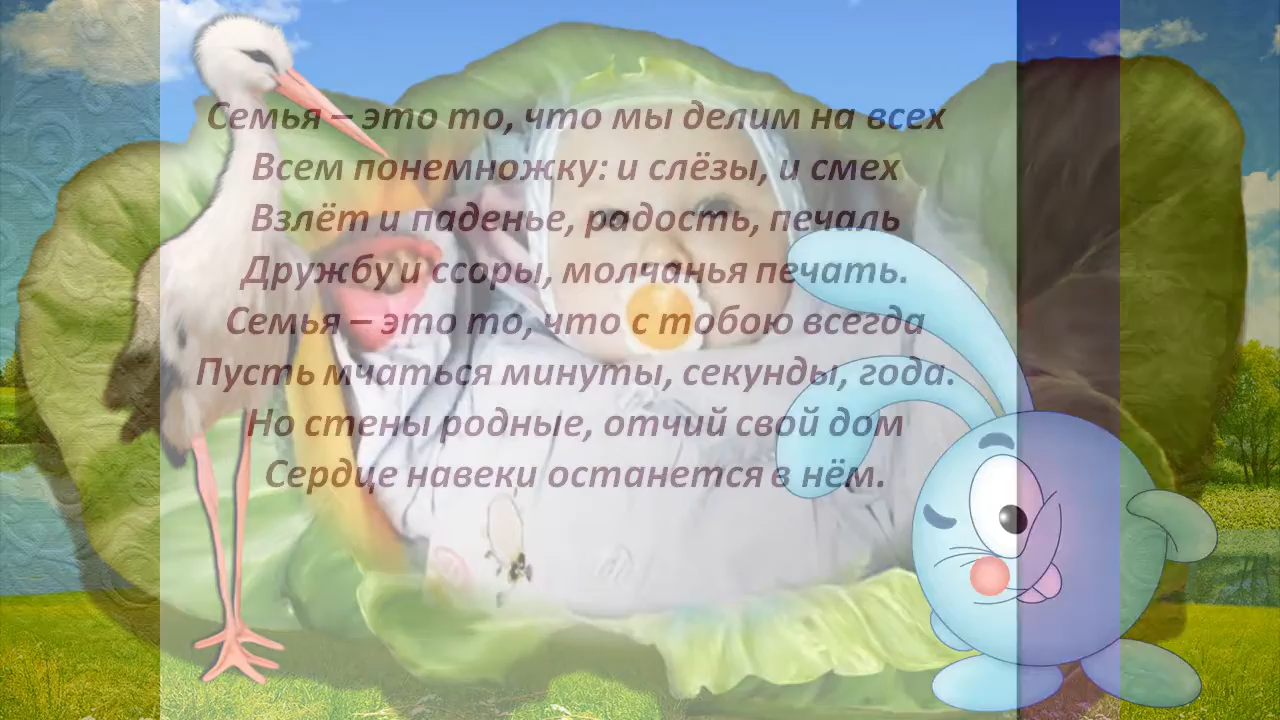 Семья – это то, что мы делим на всех
Всем понемножку: и слёзы, и смех
Взлёт и паденье, радость, печаль
Дружбу и ссоры, молчанья печать.
Семья – это то, что с тобою всегда
Пусть мчаться минуты, секунды, года.
Но стены родные, отчий свой дом
Сердце навеки останется в нём.